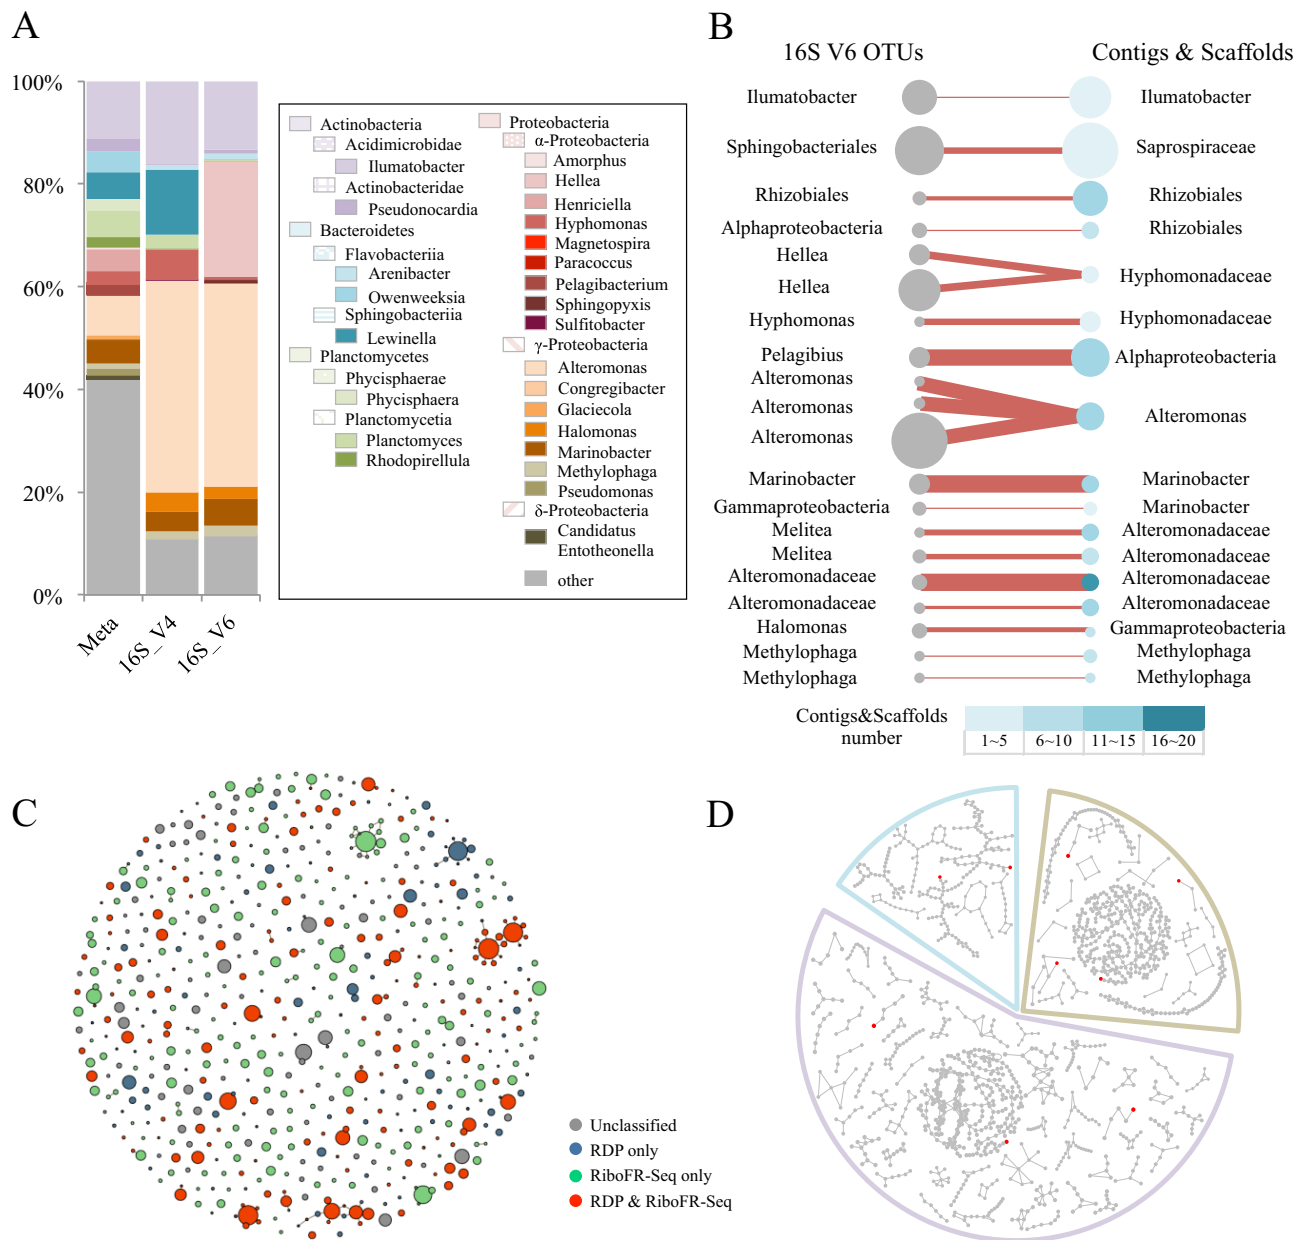 A
100%
80%
60%
40%
20%
0%
Meta
16S_V4
16S_V6
Actinobacteria
Acidimicrobidae
Ilumatobacter
Actinobacteridae
Pseudonocardia
Bacteroidetes
Flavobacteriia
Arenibacter
Owenweeksia
Sphingobacteriia
Lewinella
Planctomycetes
Phycisphaerae
Phycisphaera
Planctomycetia
Planctomyces
Rhodopirellula
Proteobacteria
α-Proteobacteria
Amorphus
Hellea
Henriciella
Hyphomonas
Magnetospira
Paracoccus
Pelagibacterium
Sphingopyxis
Sulfitobacter
γ-Proteobacteria
Alteromonas
Congregibacter
Glaciecola
Halomonas
Marinobacter
Methylophaga
Pseudomonas
δ-Proteobacteria
Candidatus
Entotheonella
other
B
16S V6 OTUs Contigs & Scaffolds
Ilumatobacter Ilumatobacter
Sphingobacteriales Saprospiraceae
Rhizobiales Rhizobiales
Alphaproteobacteria Rhizobiales
Hellea
Hellea Hyphomonadaceae
Hyphomonas Hyphomonadaceae
Pelagibius Alphaproteobacteria
Alteromonas
Alteromonas Alteromonas
Alteromonas
Marinobacter Marinobacter
Gammaproteobacteria Marinobacter
Melitea Alteromonadaceae
Melitea Alteromonadaceae
Alteromonadaceae Alteromonadaceae
Alteromonadaceae Alteromonadaceae
Halomonas Gammaproteobacteria
Methylophaga Methylophaga
Methylophaga Methylophaga
Contigs&Scaffolds
number
1~5 6~10 11~15 16~20
C
Unclassified
RDP only
RiboFR-Seq only
RDP & RiboFR-Seq
D